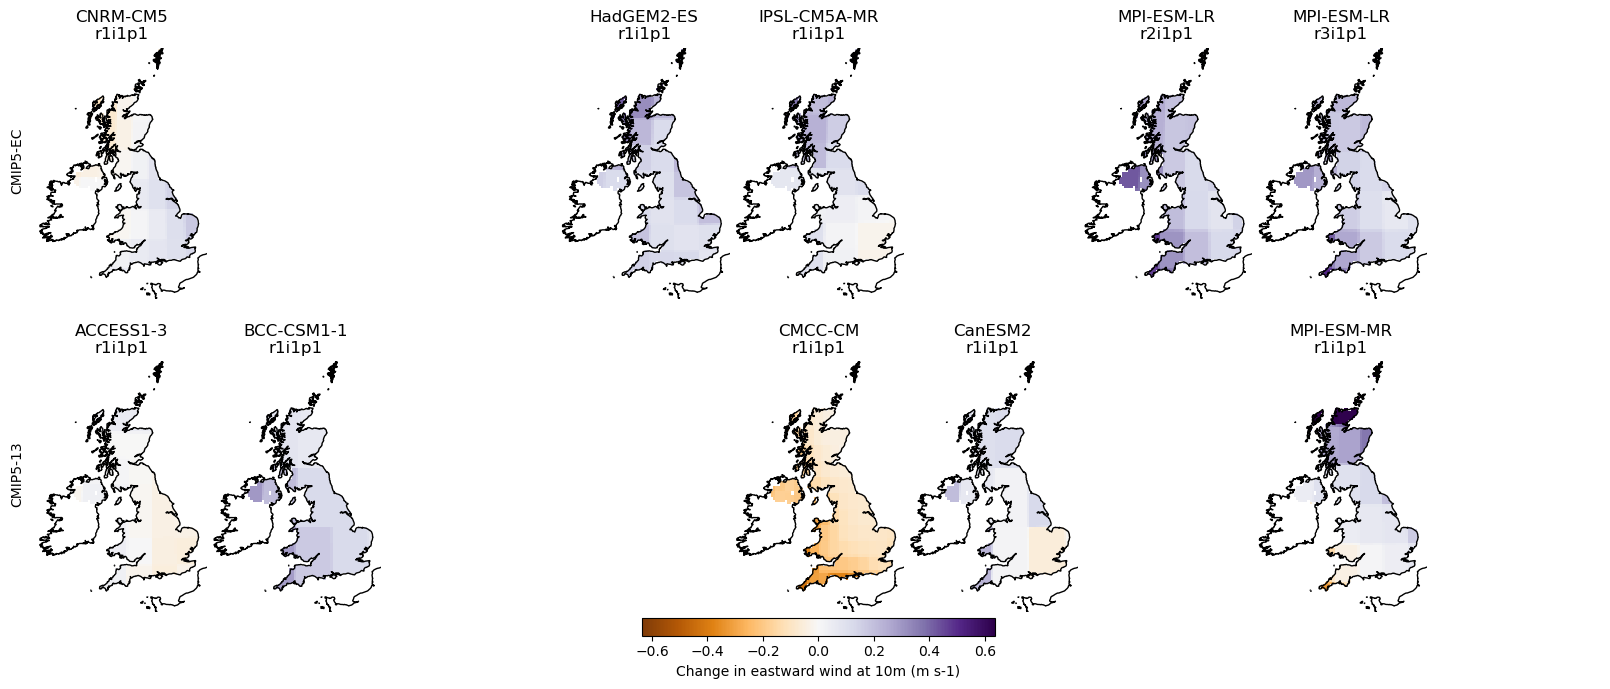 CNRM-CM5
r1i1p1
HadGEM2-ES
r1i1p1
IPSL-CM5A-MR
r1i1p1
MPI-ESM-LR
r2i1p1
MPI-ESM-LR
r3i1p1
CMIP5-EC
ACCESS1-3
r1i1p1
BCC-CSM1-1
r1i1p1
CMCC-CM
r1i1p1
CanESM2
r1i1p1
MPI-ESM-MR
r1i1p1
CMIP5-13
−0.6 −0.4 −0.2 0.0 0.2 0.4 0.6
Change in eastward wind at 10m (m s-1)